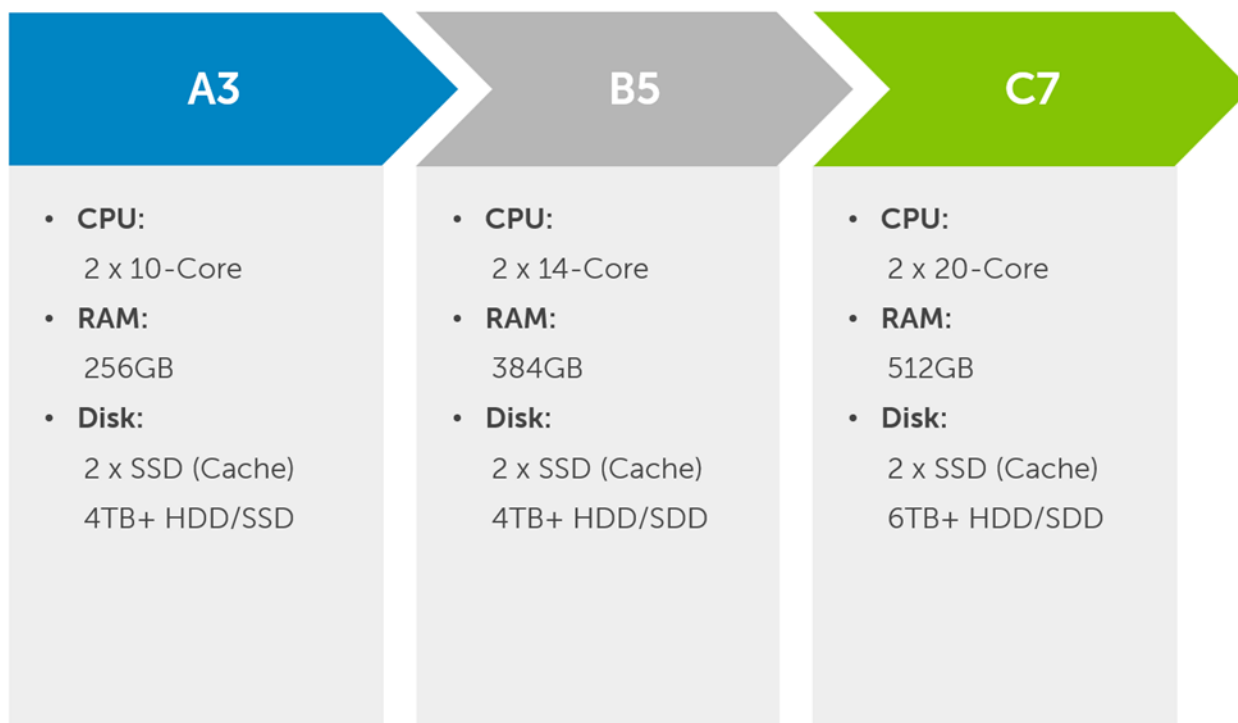 A3
• CPU:
2 x 10-Core
• RAM:
256GB
• Disk:
2 x SSD (Cache)
4TB+ HDD/SSD
B5
• CPU:
2 x 14-Core
• RAM:
384GB
• Disk:
2 x SSD (Cache)
4TB+ HDD/SDD
C7
• CPU:
2 x 20-Core
• RAM:
512GB
• Disk:
2 x SSD (Cache)
6TB+ HDD/SDD